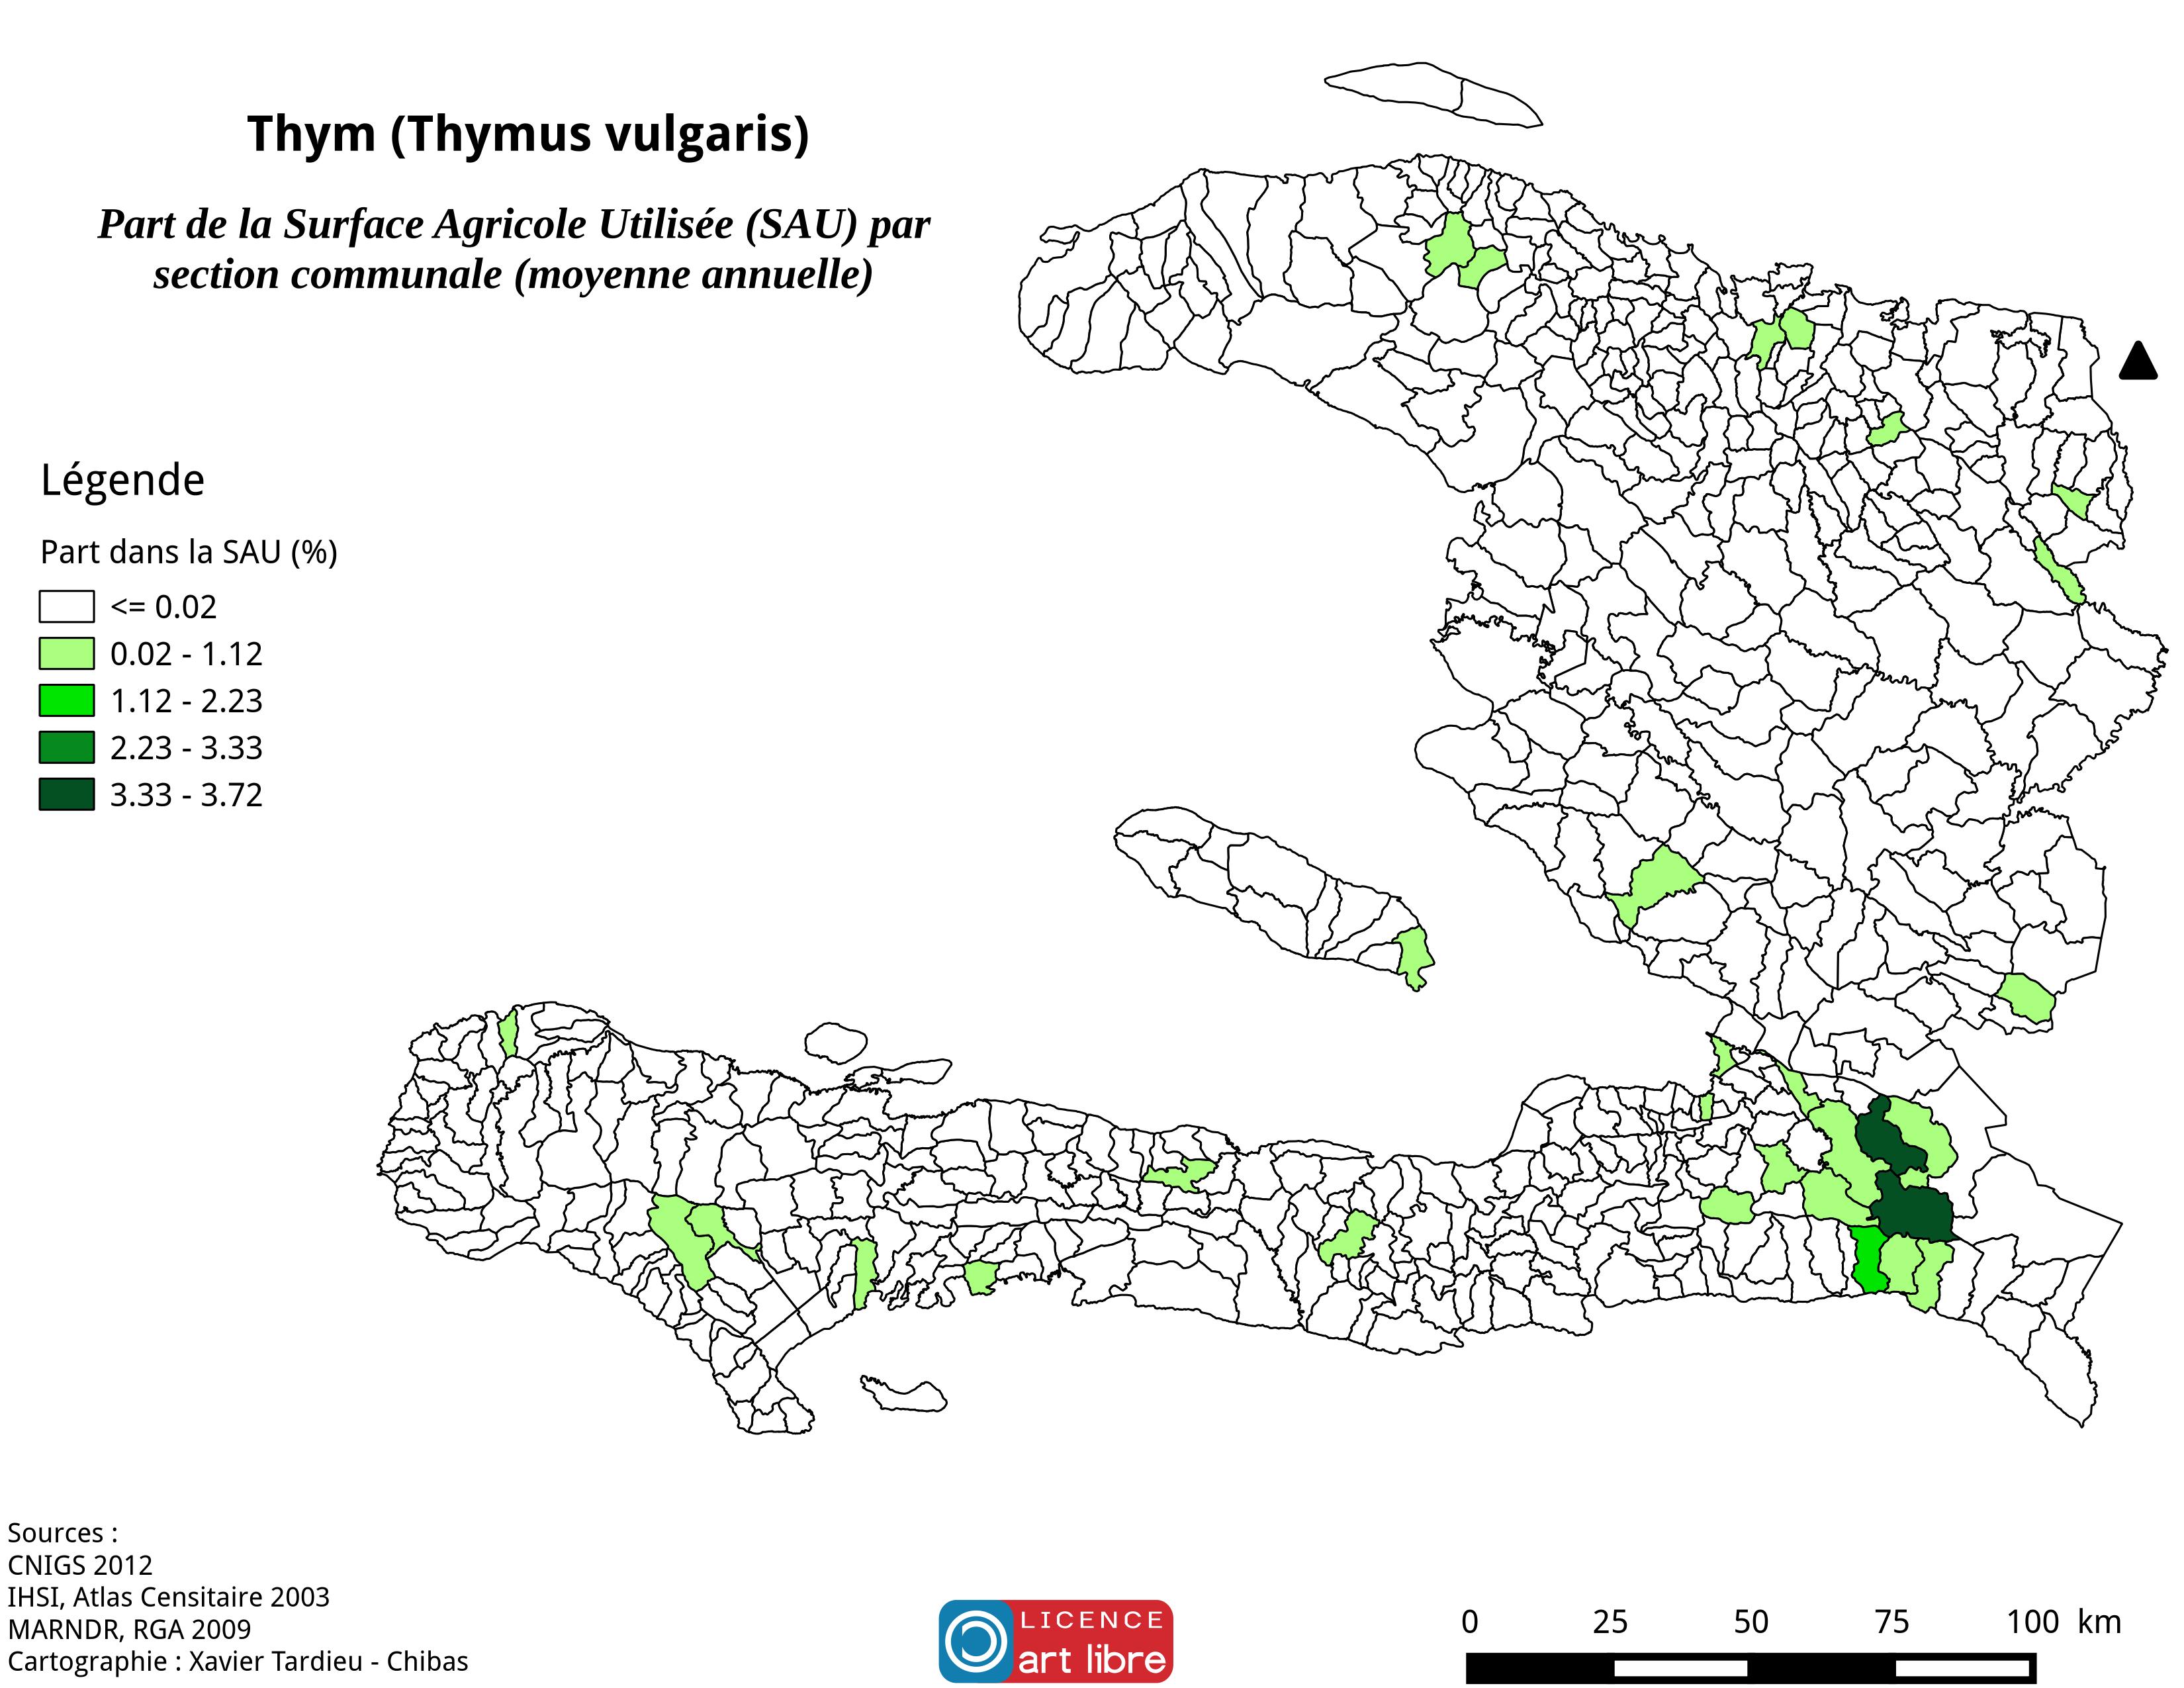 Thym (Thymus vulgaris)
Part de la Surface Agricole Utilisée (SAU) par
section communale (moyenne annuelle)
Légende
Part dans la SAU (%)
<= 0.02
0.02 - 1.12
1.12 - 2.23
2.23 - 3.33
3.33 - 3.72
Sources :
CNIGS 2012
IHSI, Atlas Censitaire 2003
MARNDR, RGA 2009
Cartographie : Xavier Tardieu - Chibas
LICENCE
art libre
0 25 50 75 100 km